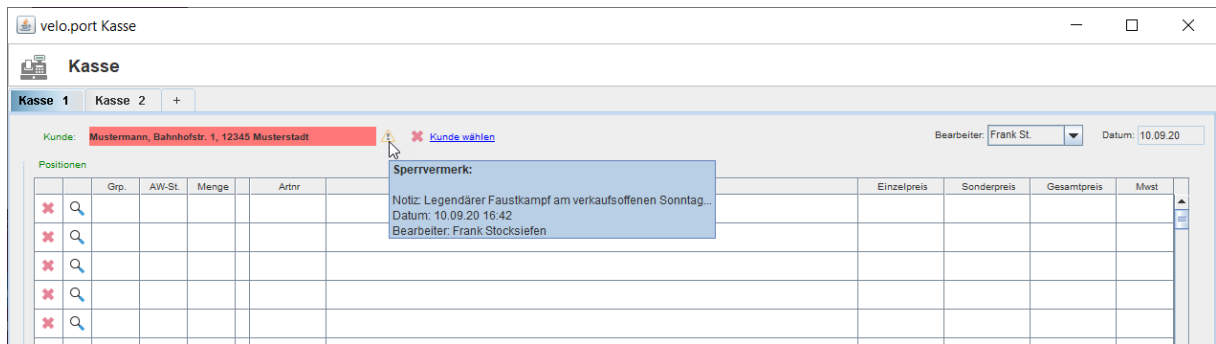 velo.port Kasse
Kasse
Kasse 1 Kasse 2 +
Kunde: Mustermann, Bahnhofstr. 1, 12345 Musterstadt Kunde wählen Bearbeiter: Frank St. Datum: 10.09.20
Positionen
Grp. AW-St. Menge Artnr Einzelpreis Sonderpreis Gesamtpreis Mwst
Sperrvermerk:
Notiz: Legendärer Faustkampf am verkaufsoffenen Sonntag...
Datum: 10.09.20 16:42
Bearbeiter: Frank Stocksiefen